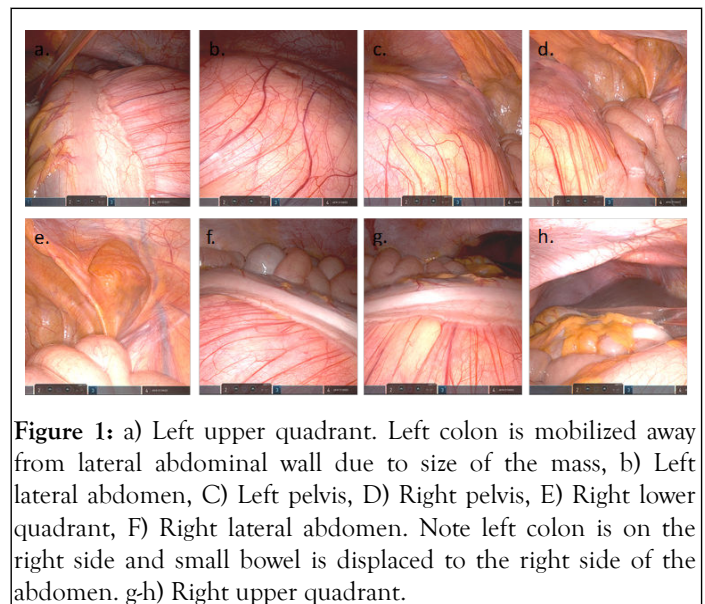 a.
b.
c.
d.
e.
f.
g.
h.
Figure 1: a) Left upper quadrant. Left colon is mobilized away
from lateral abdominal wall due to size of the mass, b) Left
lateral abdomen, C) Left pelvis, D) Right pelvis, E) Right lower
quadrant, F) Right lateral abdomen. Note left colon is on the
right side and small bowel is displaced to the right side of the
abdomen. g-h) Right upper quadrant.